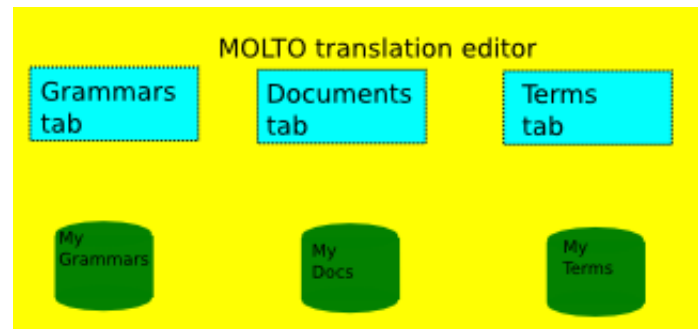 MOLTO translation editor
Grammars
tab
Documents
tab
Terms
tab
My
Grammars
My
Docs
My
Terms